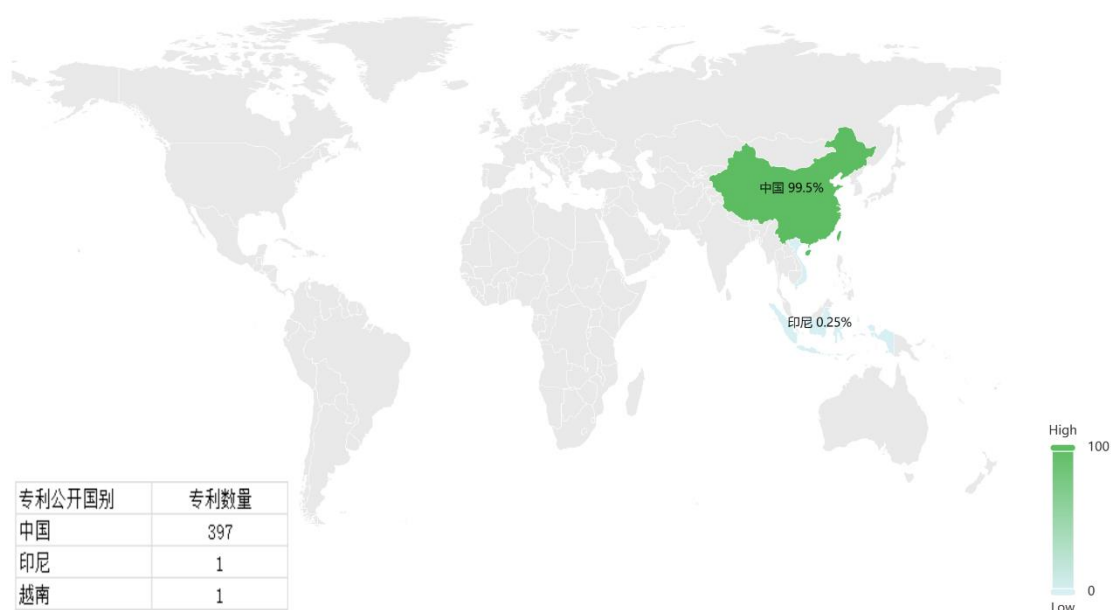 中国 99.5%
印尼 0.25%
High
100
0
Low
专利公开国别 专利数量
中国 397
印尼 1
越南 1